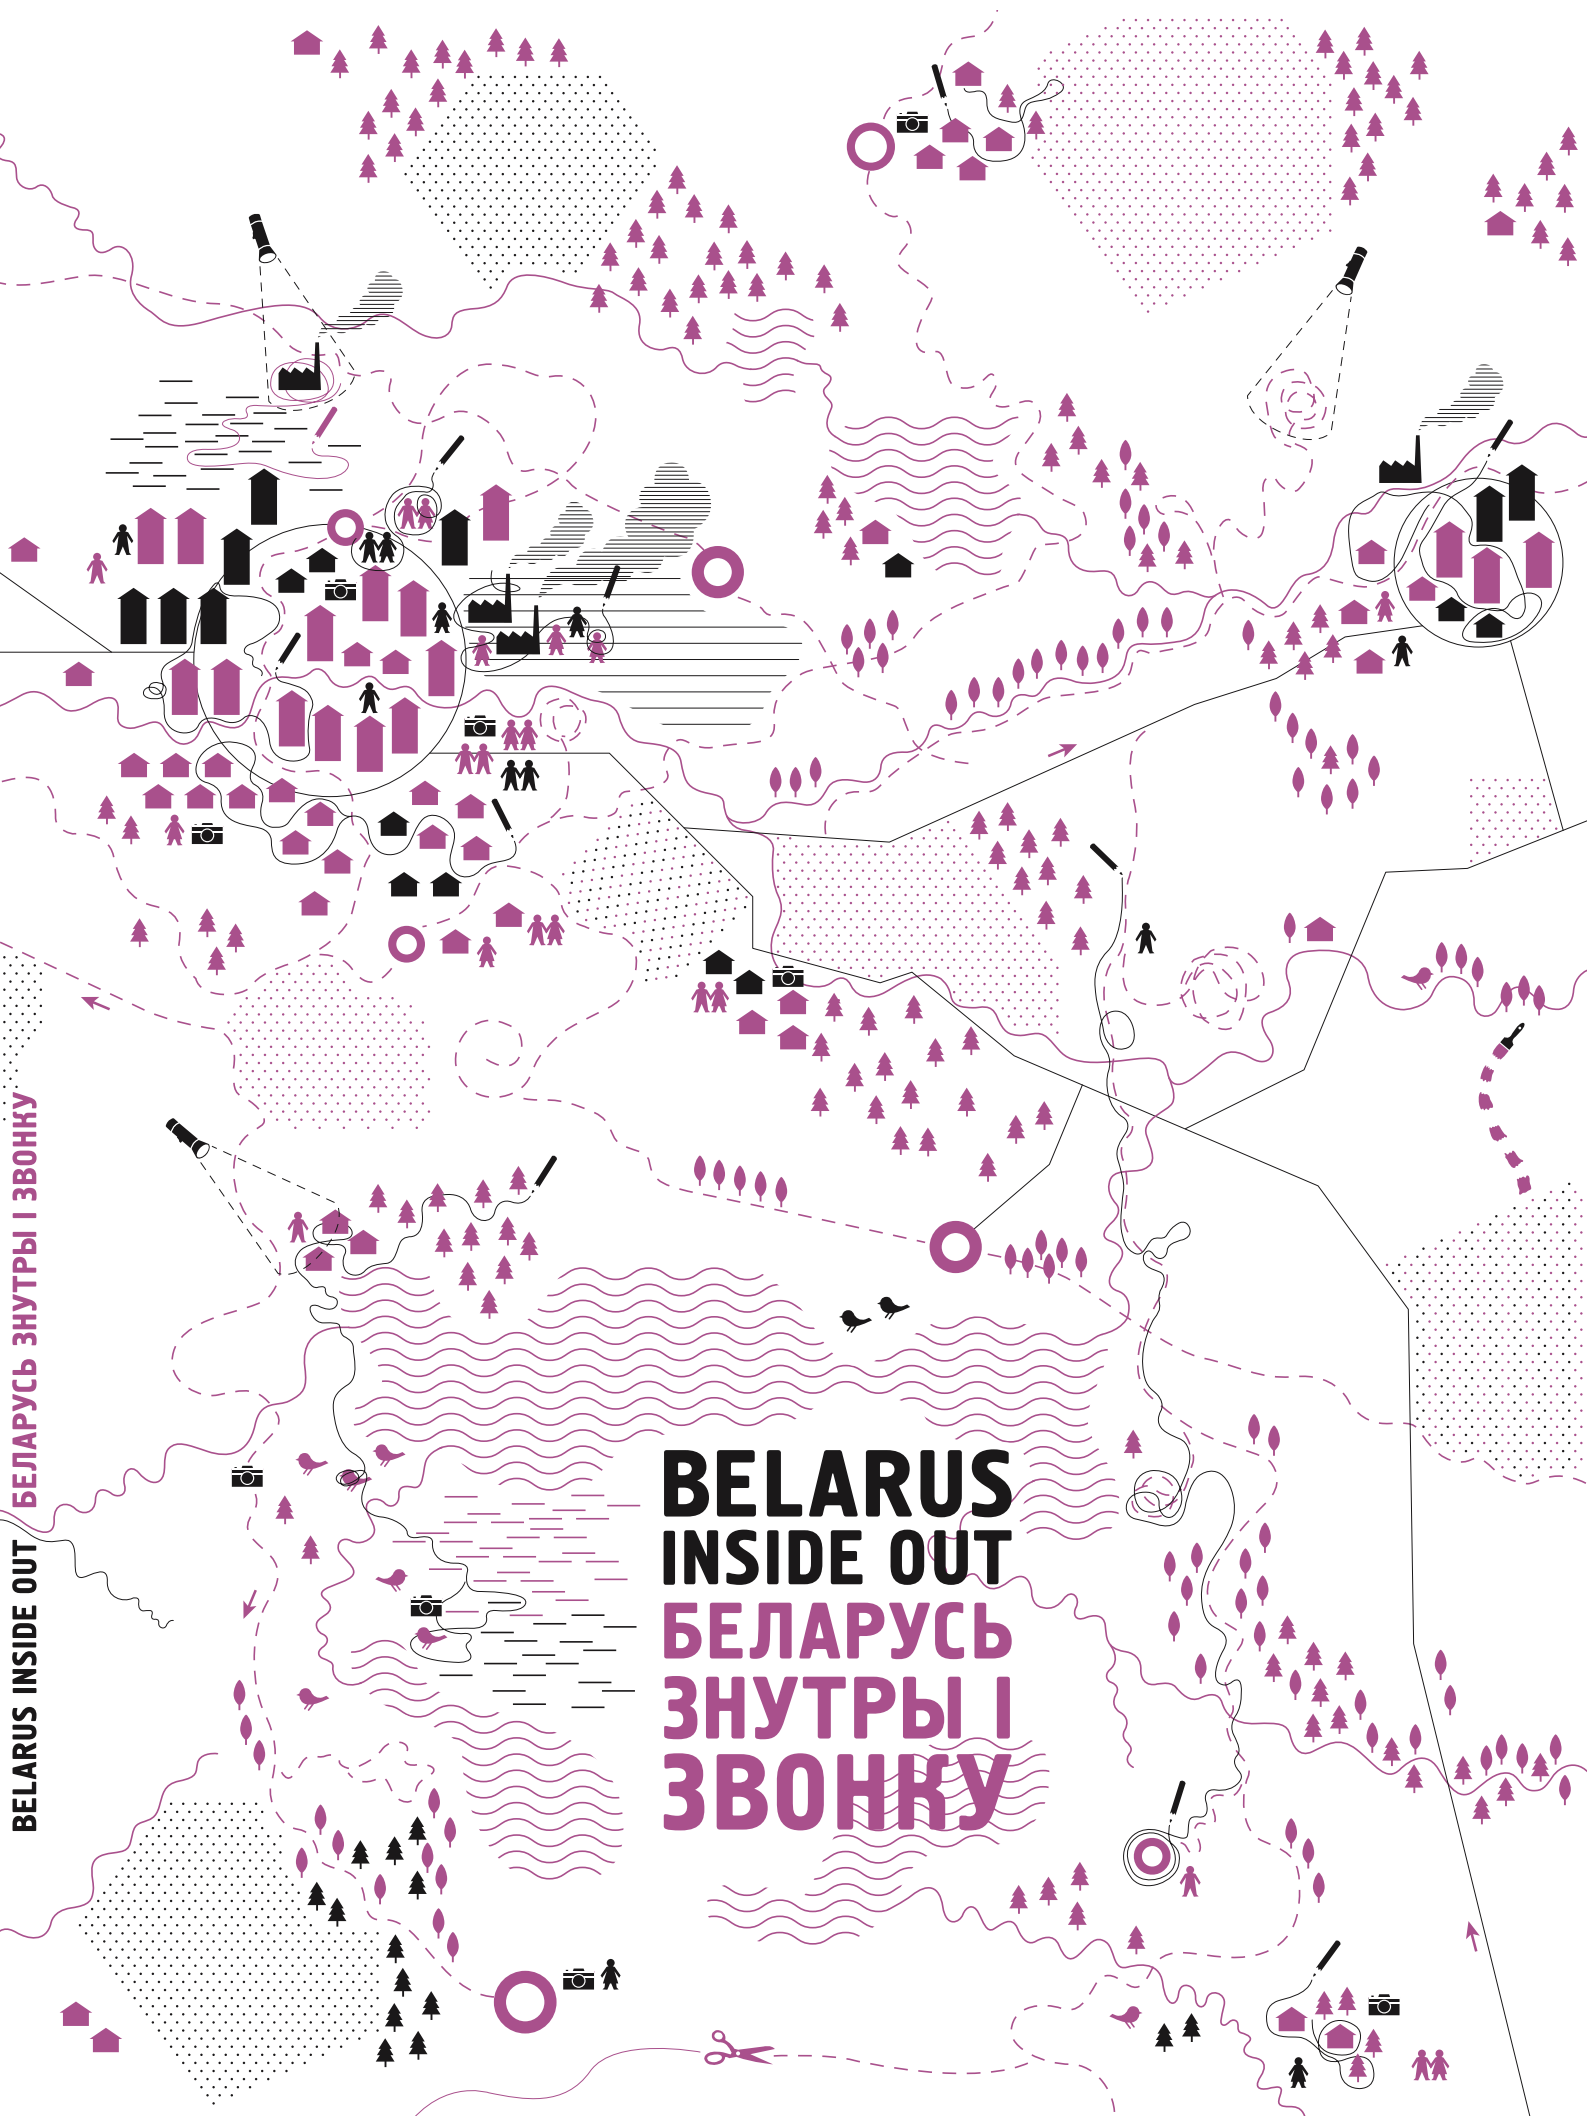 BELARUS INSIDE OUT БЕЛАРУСЬ ЗНУТРЫ І ЗВОНКУ
BELARUS
INSIDE OUT
БЕЛАРУСЬ
ЗНУТРЫ І
ЗВОНКУ